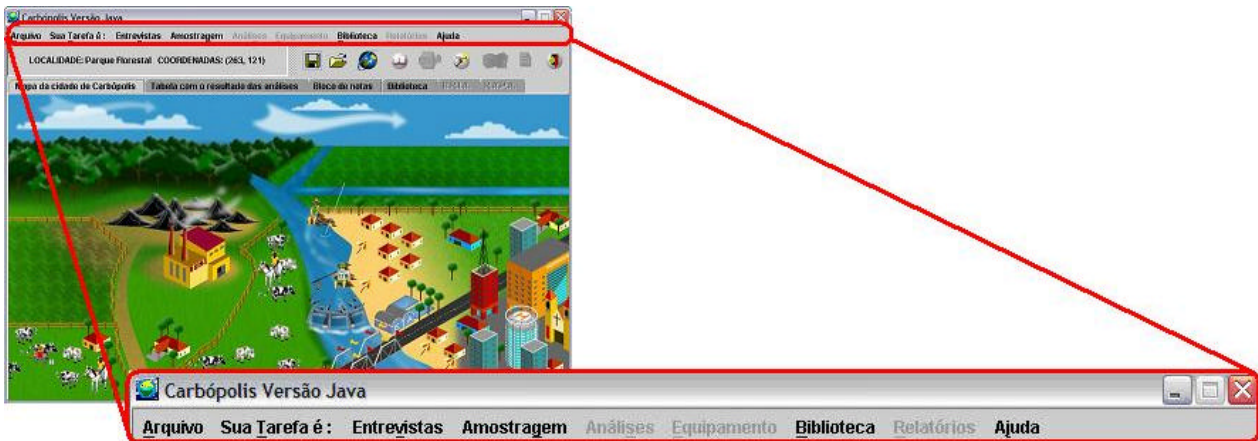 Carbópolis Versão Java
Arquivo Sua Tarefa é : Entrevistas Amostragem Análises Equipamento Biblioteca Relatórios Ajuda
LOCALIDADE: Parque Florestal COORDENADAS: (263, 121)
Mapa da cidade de Carbópolis Tabela com o resultado das análises Bloco de notas Biblioteca
Carbópolis Versão Java
Arquivo Sua Tarefa é : Entrevistas Amostragem Análises Equipamento Biblioteca Relatórios Ajuda